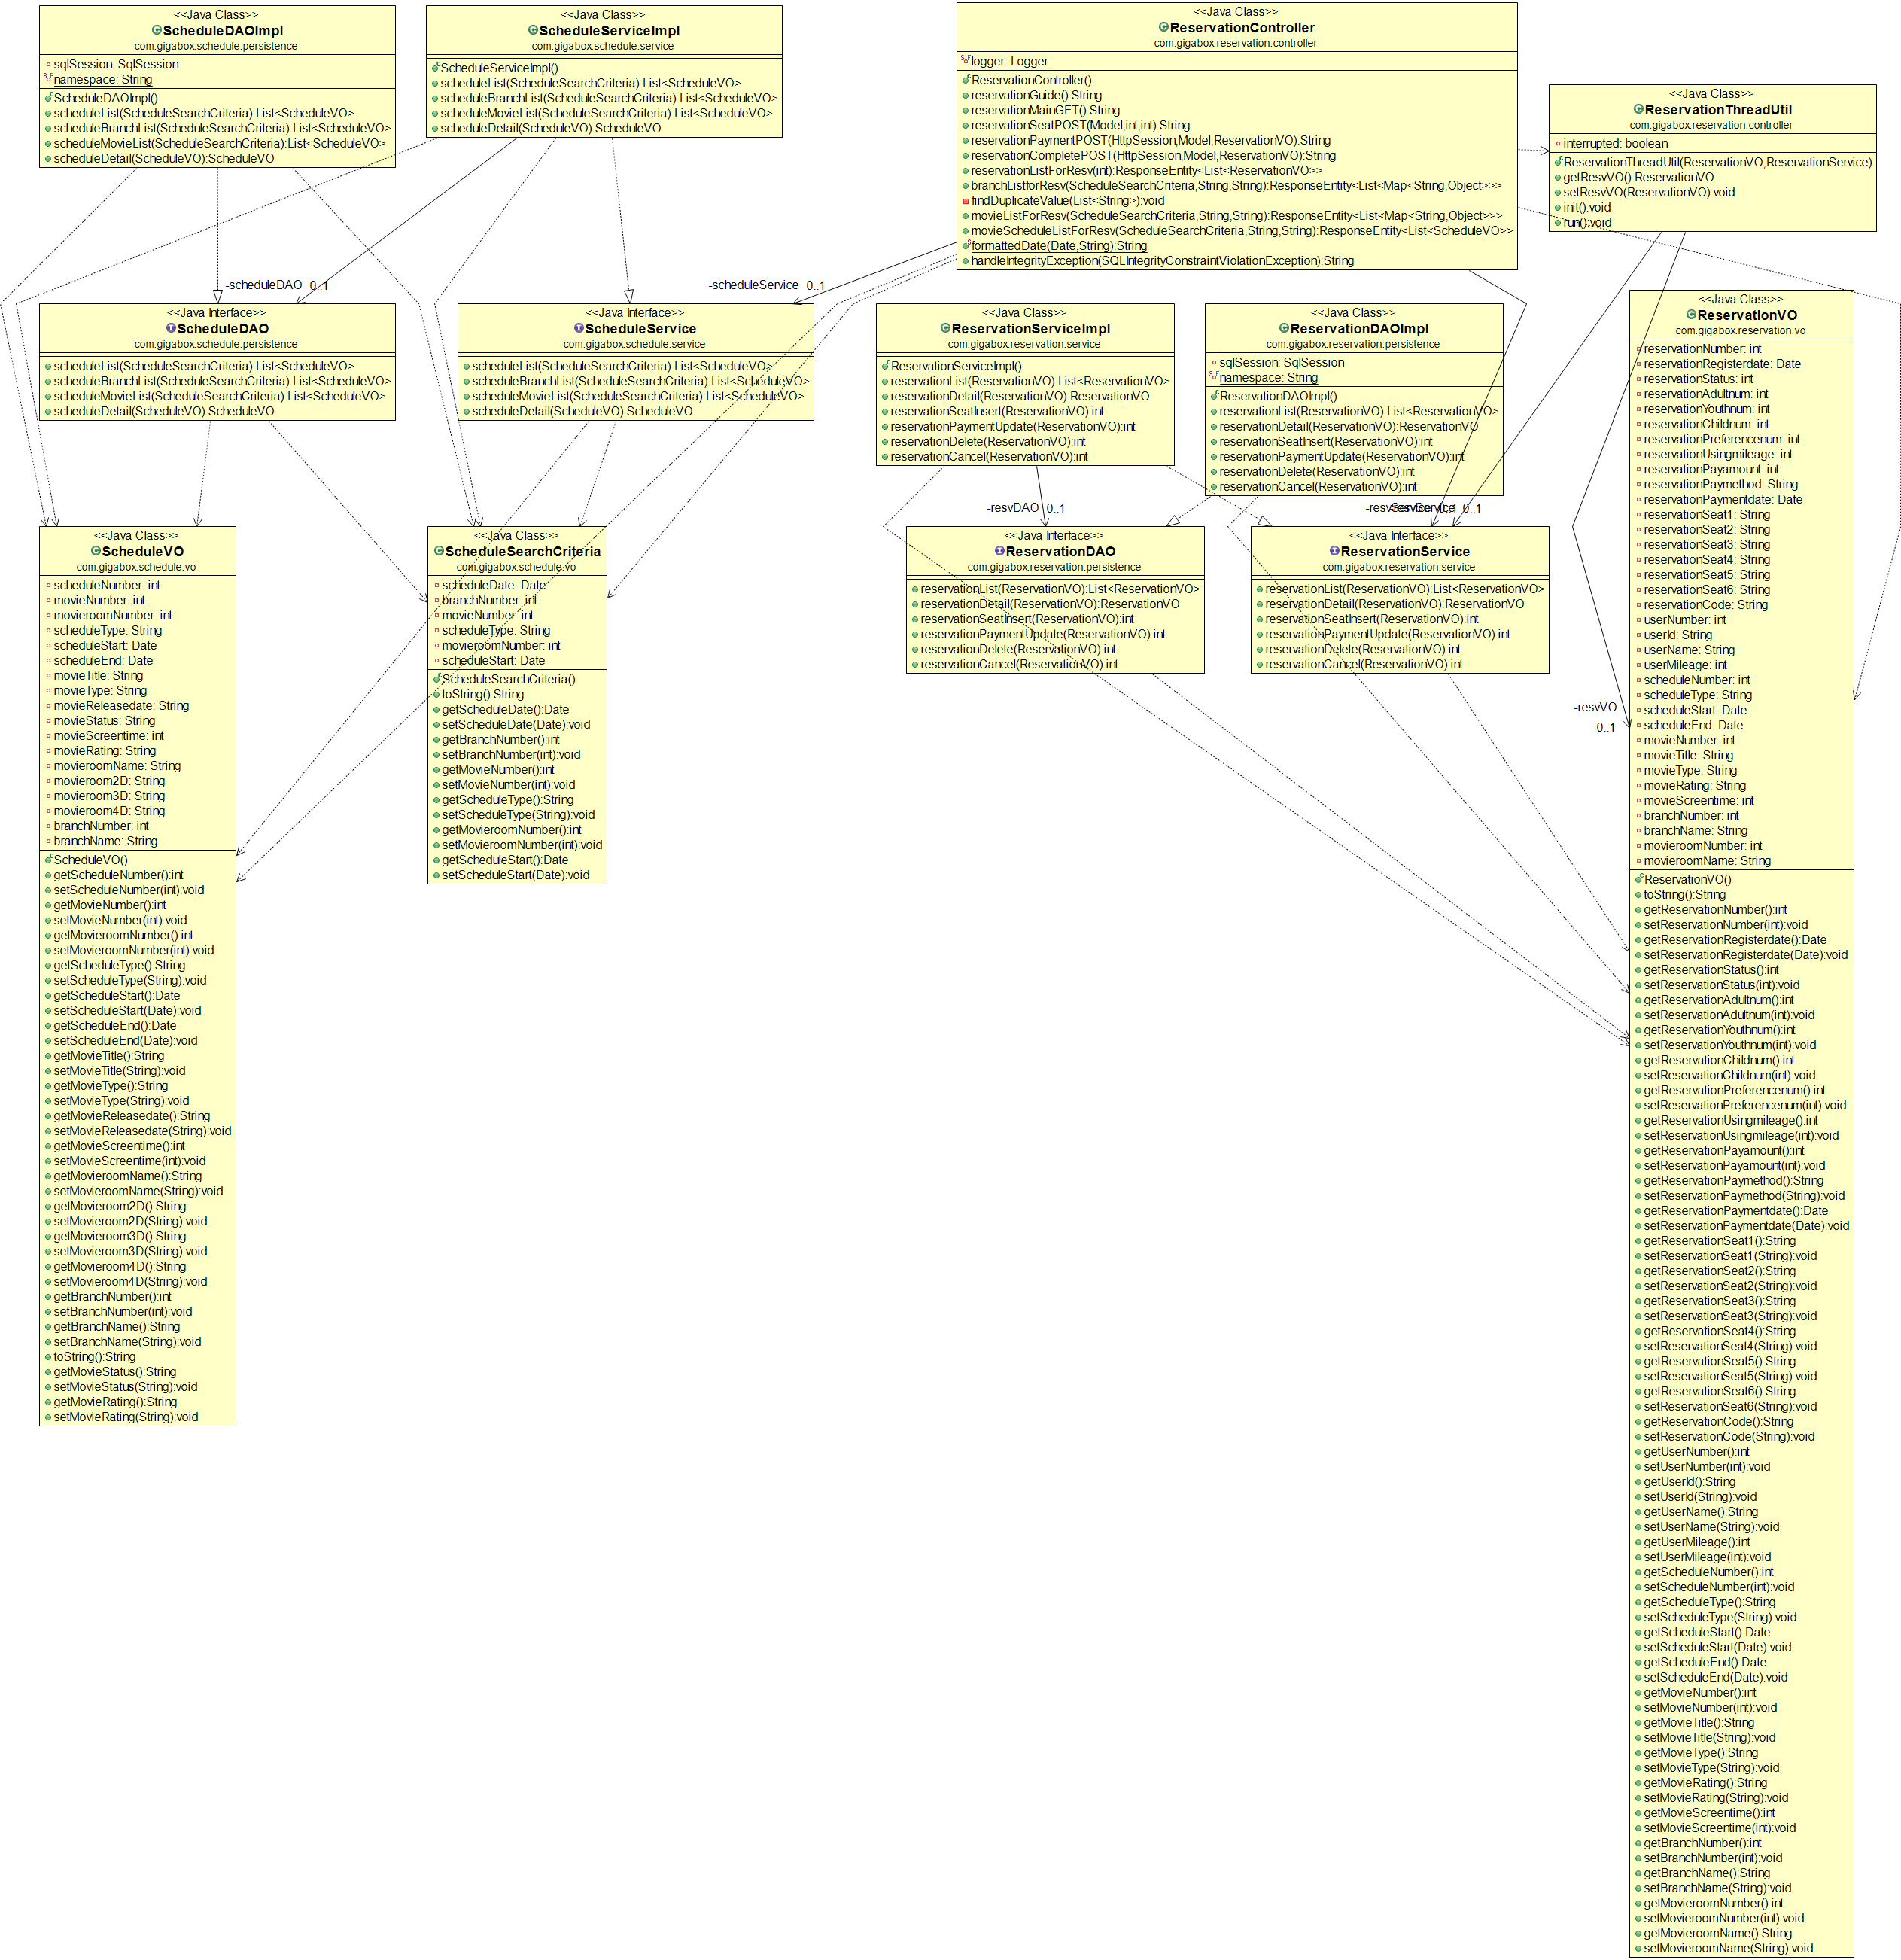 <<Java Class>>
ScheduleDAOImpl
com.gigabox.schedule.persistence
sqlSession: SqlSession
namespace: String
ScheduleDAOImpl()
scheduleList(ScheduleSearchCriteria):List<ScheduleVO>
scheduleBranchList(ScheduleSearchCriteria):List<ScheduleVO>
scheduleMovieList(ScheduleSearchCriteria):List<ScheduleVO>
scheduleDetail(ScheduleVO):ScheduleVO
<<Java Class>>
ScheduleServiceImpl
com.gigabox.schedule.service
ScheduleServiceImpl()
scheduleList(ScheduleSearchCriteria):List<ScheduleVO>
scheduleBranchList(ScheduleSearchCriteria):List<ScheduleVO>
scheduleMovieList(ScheduleSearchCriteria):List<ScheduleVO>
scheduleDetail(ScheduleVO):ScheduleVO
<<Java Class>>
ReservationController
com.gigabox.reservation.controller
logger: Logger
ReservationController()
reservationGuide():String
reservationMainGET():String
reservationSeatPOST(Model,int,int):String
reservationPaymentPOST(HttpSession,Model,ReservationVO):String
reservationCompletePOST(HttpSession,Model,ReservationVO):String
reservationListForResv(int):ResponseEntity<List<ReservationVO>>
branchListforResv(ScheduleSearchCriteria,String,String):ResponseEntity<List<Map<String,Object>>>
findDuplicateValue(List<String>):void
movieListForResv(ScheduleSearchCriteria,String,String):ResponseEntity<List<Map<String,Object>>>
movieScheduleListForResv(ScheduleSearchCriteria,String,String):ResponseEntity<List<ScheduleVO>>
formattedDate(Date,String):String
handleIntegrityException(SQLIntegrityConstraintViolationException):String
<<Java Class>>
ReservationThreadUtil
com.gigabox.reservation.controller
interrupted: boolean
ReservationThreadUtil(ReservationVO,ReservationService)
getResvVO():ReservationVO
setResvVO(ReservationVO):void
init():void
run():void
-scheduleDAO 0..1
-scheduleService 0..1
<<Java Interface>>
ScheduleDAO
com.gigabox.schedule.persistence
scheduleList(ScheduleSearchCriteria):List<ScheduleVO>
scheduleBranchList(ScheduleSearchCriteria):List<ScheduleVO>
scheduleMovieList(ScheduleSearchCriteria):List<ScheduleVO>
scheduleDetail(ScheduleVO):ScheduleVO
<<Java Interface>>
ScheduleService
com.gigabox.schedule.service
scheduleList(ScheduleSearchCriteria):List<ScheduleVO>
scheduleBranchList(ScheduleSearchCriteria):List<ScheduleVO>
scheduleMovieList(ScheduleSearchCriteria):List<ScheduleVO>
scheduleDetail(ScheduleVO):ScheduleVO
<<Java Class>>
ReservationServiceImpl
com.gigabox.reservation.service
ReservationServiceImpl()
reservationList(ReservationVO):List<ReservationVO>
reservationDetail(ReservationVO):ReservationVO
reservationSeatInsert(ReservationVO):int
reservationPaymentUpdate(ReservationVO):int
reservationDelete(ReservationVO):int
reservationCancel(ReservationVO):int
<<Java Class>>
ReservationDAOImpl
com.gigabox.reservation.persistence
sqlSession: SqlSession
namespace: String
ReservationDAOImpl()
reservationList(ReservationVO):List<ReservationVO>
reservationDetail(ReservationVO):ReservationVO
reservationSeatInsert(ReservationVO):int
reservationPaymentUpdate(ReservationVO):int
reservationDelete(ReservationVO):int
reservationCancel(ReservationVO):int
-resvDAO 0..1
0..1
<<Java Interface>>
ReservationDAO
com.gigabox.reservation.persistence
reservationList(ReservationVO):List<ReservationVO>
reservationDetail(ReservationVO):ReservationVO
reservationSeatInsert(ReservationVO):int
reservationPaymentUpdate(ReservationVO):int
reservationDelete(ReservationVO):int
reservationCancel(ReservationVO):int
<<Java Interface>>
ReservationService
com.gigabox.reservation.service
reservationList(ReservationVO):List<ReservationVO>
reservationDetail(ReservationVO):ReservationVO
reservationSeatInsert(ReservationVO):int
reservationPaymentUpdate(ReservationVO):int
reservationDelete(ReservationVO):int
reservationCancel(ReservationVO):int
<<Java Class>>
ScheduleVO
com.gigabox.schedule.vo
scheduleNumber: int
movieNumber: int
movieroomNumber: int
scheduleType: String
scheduleStart: Date
scheduleEnd: Date
movieTitle: String
movieType: String
movieReleasedate: String
movieStatus: String
movieScreentime: int
movieRating: String
movieroomName: String
movieroom2D: String
movieroom3D: String
movieroom4D: String
branchNumber: int
branchName: String
ScheduleVO()
getScheduleNumber():int
setScheduleNumber(int):void
getMovieNumber():int
setMovieNumber(int):void
getMovieroomNumber():int
setMovieroomNumber(int):void
getScheduleType():String
setScheduleType(String):void
getScheduleStart():Date
setScheduleStart(Date):void
getScheduleEnd():Date
setScheduleEnd(Date):void
getMovieTitle():String
setMovieTitle(String):void
getMovieType():String
setMovieType(String):void
getMovieReleasedate():String
setMovieReleasedate(String):void
getMovieScreentime():int
setMovieScreentime(int):void
getMovieroomName():String
setMovieroomName(String):void
getMovieroom2D():String
setMovieroom2D(String):void
getMovieroom3D():String
setMovieroom3D(String):void
getMovieroom4D():String
setMovieroom4D(String):void
getBranchNumber():int
setBranchNumber(int):void
getBranchName():String
setBranchName(String):void
toString():String
getMovieStatus():String
setMovieStatus(String):void
getMovieRating():String
setMovieRating(String):void
<<Java Class>>
ScheduleSearchCriteria
com.gigabox.schedule.vo
scheduleDate: Date
branchNumber: int
movieNumber: int
scheduleType: String
movieroomNumber: int
scheduleStart: Date
ScheduleSearchCriteria()
toString():String
getScheduleDate():Date
setScheduleDate(Date):void
getBranchNumber():int
setBranchNumber(int):void
getMovieNumber():int
setMovieNumber(int):void
getScheduleType():String
setScheduleType(String):void
getMovieroomNumber():int
setMovieroomNumber(int):void
getScheduleStart():Date
setScheduleStart(Date):void
-resvVO
0..1
<<Java Class>>
ReservationVO
com.gigabox.reservation.vo
reservationNumber: int
reservationRegisterdate: Date
reservationStatus: int
reservationAdultnum: int
reservationYouthnum: int
reservationChildnum: int
reservationPreferencenum: int
reservationUsingmileage: int
reservationPayamount: int
reservationPaymethod: String
reservationPaymentdate: Date
reservationSeat1: String
reservationSeat2: String
reservationSeat3: String
reservationSeat4: String
reservationSeat5: String
reservationSeat6: String
reservationCode: String
userNumber: int
userId: String
userName: String
userMileage: int
scheduleNumber: int
scheduleType: String
scheduleStart: Date
scheduleEnd: Date
movieNumber: int
movieTitle: String
movieType: String
movieRating: String
movieScreentime: int
branchNumber: int
branchName: String
movieroomNumber: int
movieroomName: String
ReservationVO()
toString():String
getReservationNumber():int
setReservationNumber(int):void
getReservationRegisterdate():Date
setReservationRegisterdate(Date):void
getReservationStatus():int
setReservationStatus(int):void
getReservationAdultnum():int
setReservationAdultnum(int):void
getReservationYouthnum():int
setReservationYouthnum(int):void
getReservationChildnum():int
setReservationChildnum(int):void
getReservationPreferencenum():int
setReservationPreferencenum(int):void
getReservationUsingmileage():int
setReservationUsingmileage(int):void
getReservationPayamount():int
setReservationPayamount(int):void
getReservationPaymethod():String
setReservationPaymethod(String):void
getReservationPaymentdate():Date
setReservationPaymentdate(Date):void
getReservationSeat1():String
setReservationSeat1(String):void
getReservationSeat2():String
setReservationSeat2(String):void
getReservationSeat3():String
setReservationSeat3(String):void
getReservationSeat4():String
setReservationSeat4(String):void
getReservationSeat5():String
setReservationSeat5(String):void
getReservationSeat6():String
setReservationSeat6(String):void
getReservationCode():String
setReservationCode(String):void
getUserNumber():int
setUserNumber(int):void
getUserId():String
setUserId(String):void
getUserName():String
setUserName(String):void
getUserMileage():int
setUserMileage(int):void
getScheduleNumber():int
setScheduleNumber(int):void
getScheduleType():String
setScheduleType(String):void
getScheduleStart():Date
setScheduleStart(Date):void
getScheduleEnd():Date
setScheduleEnd(Date):void
getMovieNumber():int
setMovieNumber(int):void
getMovieTitle():String
setMovieTitle(String):void
getMovieType():String
setMovieType(String):void
getMovieRating():String
setMovieRating(String):void
getMovieScreentime():int
setMovieScreentime(int):void
getBranchNumber():int
setBranchNumber(int):void
getBranchName():String
setBranchName(String):void
getMovieroomNumber():int
setMovieroomNumber(int):void
getMovieroomName():String
setMovieroomName(String):void